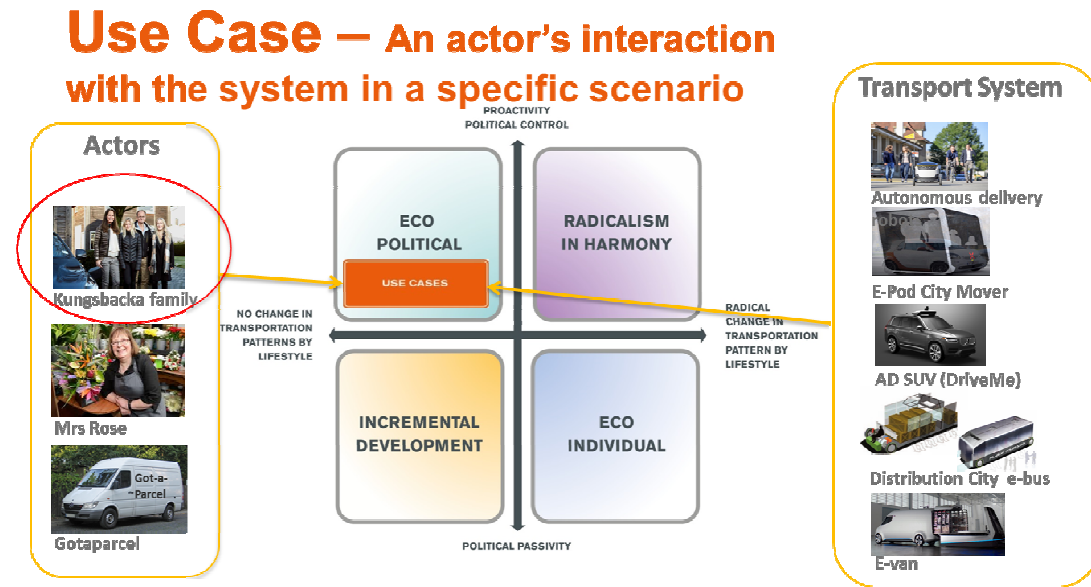 Use Case – An actor's interaction
with the system in a specific scenario
Actors
Kungsbacka family
Mrs Rose
Got-a-
Parcel
Gotaparcel
PROACTIVITY
POLITICAL CONTROL
ECO
POLITICAL
USE CASES
RADICALISM
IN HARMONY
NO CHANGE IN
TRANSPORTATION
PATTERNS BY
LIFESTYLE
RADICAL
CHANGE IN
TRANSPORTATION
PATTERN BY
LIFESTYLE
INCREMENTAL
DEVELOPMENT
ECO
INDIVIDUAL
POLITICAL PASSIVITY
Transport System
Autonomous delivery
E-Pod City Mover
AD SUV (DriveMe)
Distribution City e-bus
E-van